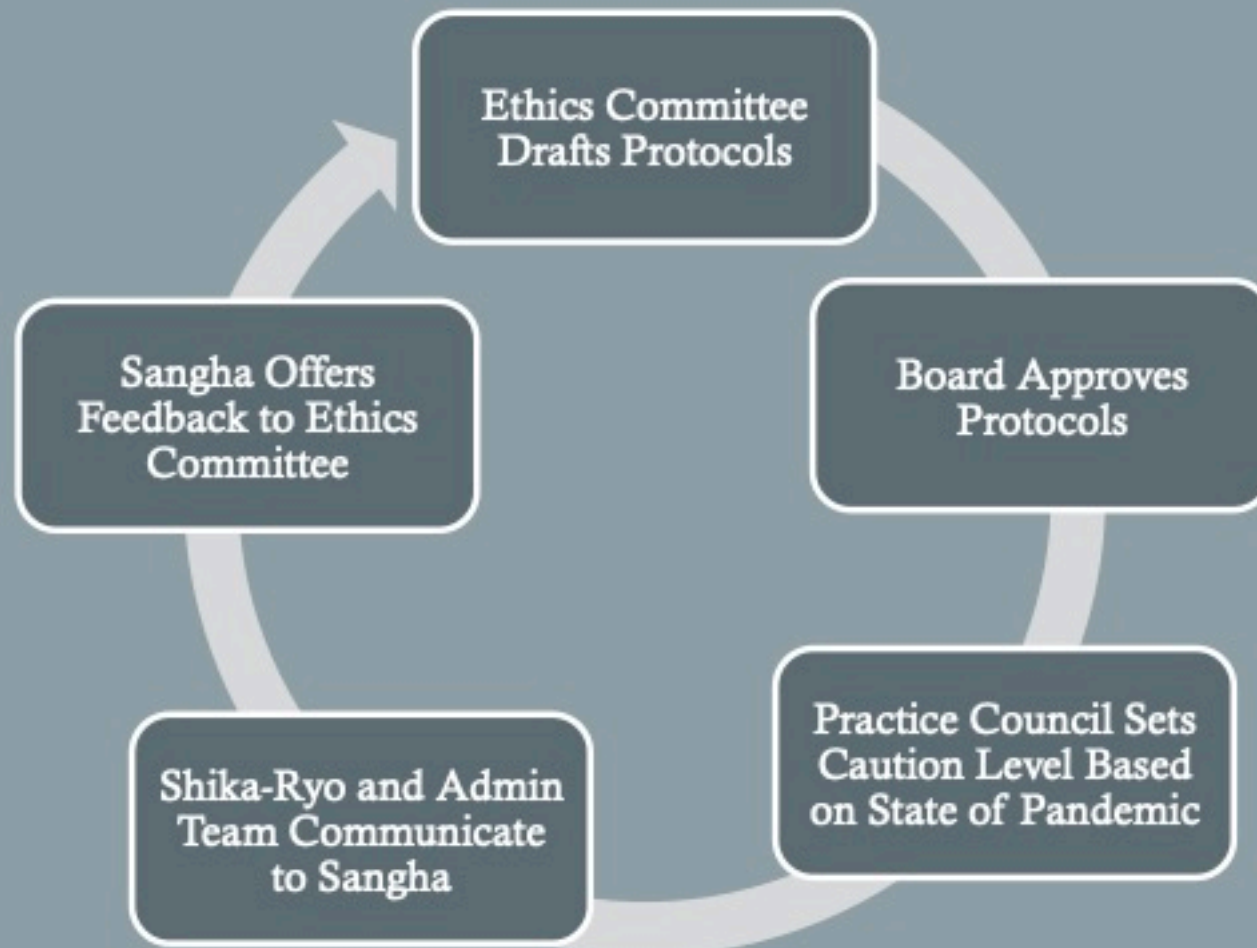 Ethics Committee
Drafts Protocols
Board Approves
Protocols
Practice Council Sets
Caution Level Based
on State of Pandemic
Shika-Ryo and Admin
Team Communicate
to Sangha
Sangha Offers
Feedback to Ethics
Committee